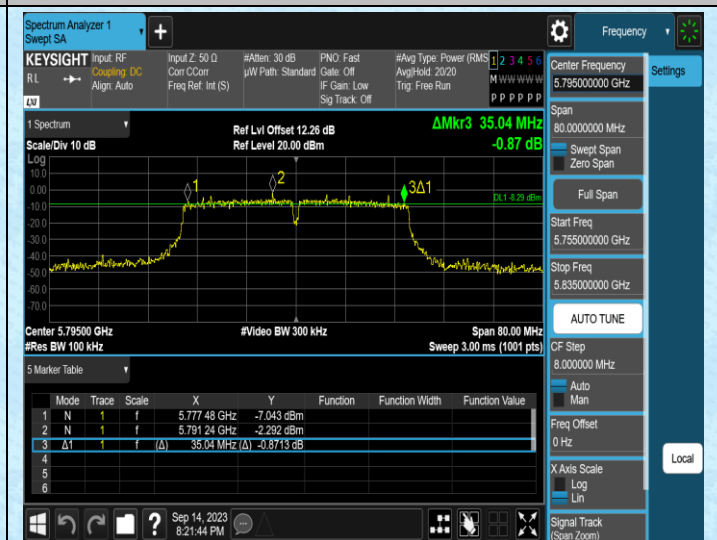 Spectrum Analyzer 1
Swept SA
+
Frequency
KEYSIGHT
Input: RF
Coupling: DC
Align: Auto
RL
LXI
Input Z: 50 Ω
Corr CCorr
Freq Ref: Int (S)
#Atten: 30 dB
µW Path: Standard
PNO: Fast
Gate: Off
IF Gain: Low
Sig Track: Off
#Avg Type: Power (RMS
Avg|Hold: 20/20
Trig: Free Run
1 2 3 4 5 6
M W W W W W
P P P P P P
Settings
Center Frequency
5.795000000 GHz
Span
80.0000000 MHz
Swept Span
Zero Span
Full Span
Start Freq
5.755000000 GHz
Stop Freq
5.835000000 GHz
AUTO TUNE
CF Step
8.000000 MHz
Auto
Man
Freq Offset
0 Hz
X Axis Scale
Log
Lin
Signal Track
(Span Zoom)
Local
1 Spectrum
Scale/Div 10 dB
Ref Lvl Offset 12.26 dB
Ref Level 20.00 dBm
ΔMkr3 35.04 MHz
-0.87 dB
Log
10.0
0.00
-10.0
-20.0
-30.0
-40.0
-50.0
-60.0
-70.0
1
2
3Δ1
DL1 -8.29 dBm
Center 5.79500 GHz
#Video BW 300 kHz
Span 80.00 MHz
#Res BW 100 kHz
Sweep 3.00 ms (1001 pts)
5 Marker Table
Mode Trace Scale X Y Function Function Width Function Value
1 N 1 f 5.777 48 GHz -7.043 dBm
2 N 1 f 5.791 24 GHz -2.292 dBm
3 Δ1 1 f (Δ) 35.04 MHz (Δ) -0.8713 dB
4
5
6
?
Sep 14, 2023
8:21:44 PM